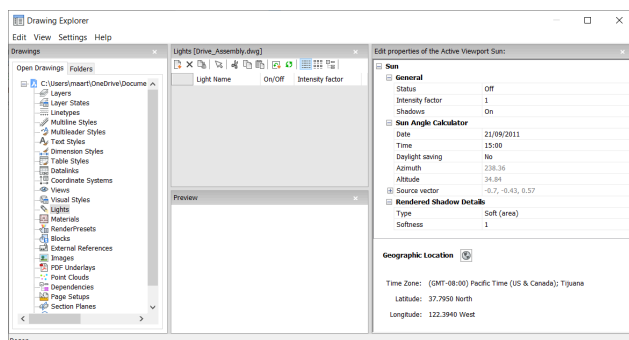 Drawing Explorer
Edit View Settings Help
Drawings
Open Drawings Folders
C:\Users\maart\OneDrive\Docume
Layers
Layer States
Linetypes
Multiline Styles
Multileader Styles
Text Styles
Dimension Styles
Table Styles
Datalinks
Coordinate Systems
Views
Visual Styles
Lights
Materials
RenderPresets
Blocks
External References
Images
PDF Underlays
Point Clouds
Dependencies
Page Setups
Section Planes
Lights [Drive_Assembly.dwg]
Light Name On/Off Intensity factor
Preview
Edit properties of the Active Viewport Sun:
Sun
General
Status Off
Intensity factor 1
Shadows On
Sun Angle Calculator
Date 21/09/2011
Time 15:00
Daylight saving No
Azimuth 238.36
Altitude 34.84
Source vector -0.7, -0.43, 0.57
Rendered Shadow Details
Type Soft (area)
Softness 1
Geographic Location
Time Zone: (GMT-08:00) Pacific Time (US & Canada); Tijuana
Latitude: 37.7950 North
Longitude: 122.3940 West